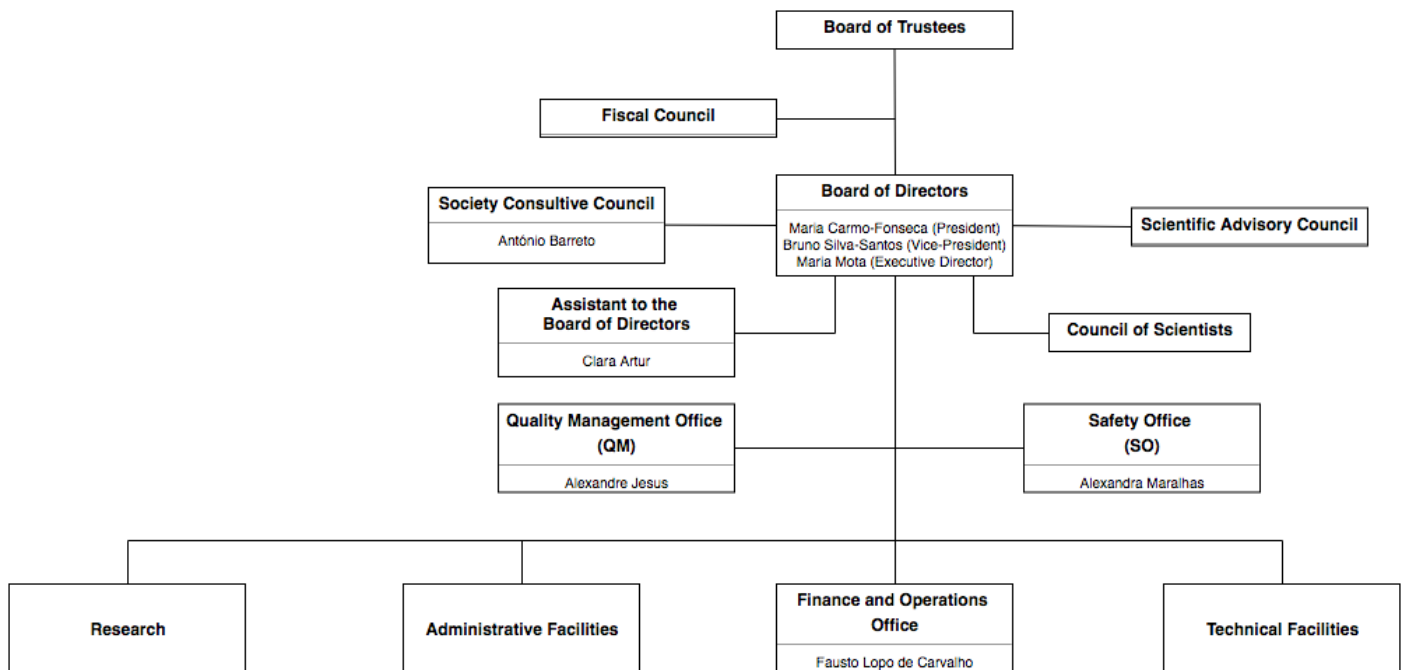 Board of Trustees
Fiscal Council
Board of Directors
Maria Carmo-Fonseca (President)
Bruno Silva-Santos (Vice-President)
Maria Mota (Executive Director)
Society Consultive Council
António Barreto
Scientific Advisory Council
Assistant to the
Board of Directors
Clara Artur
Council of Scientists
Quality Management Office
(QM)
Alexandre Jesus
Safety Office
(SO)
Alexandra Maralhas
Research
Administrative Facilities
Finance and Operations
Office
Fausto Lopo de Carvalho
Technical Facilities